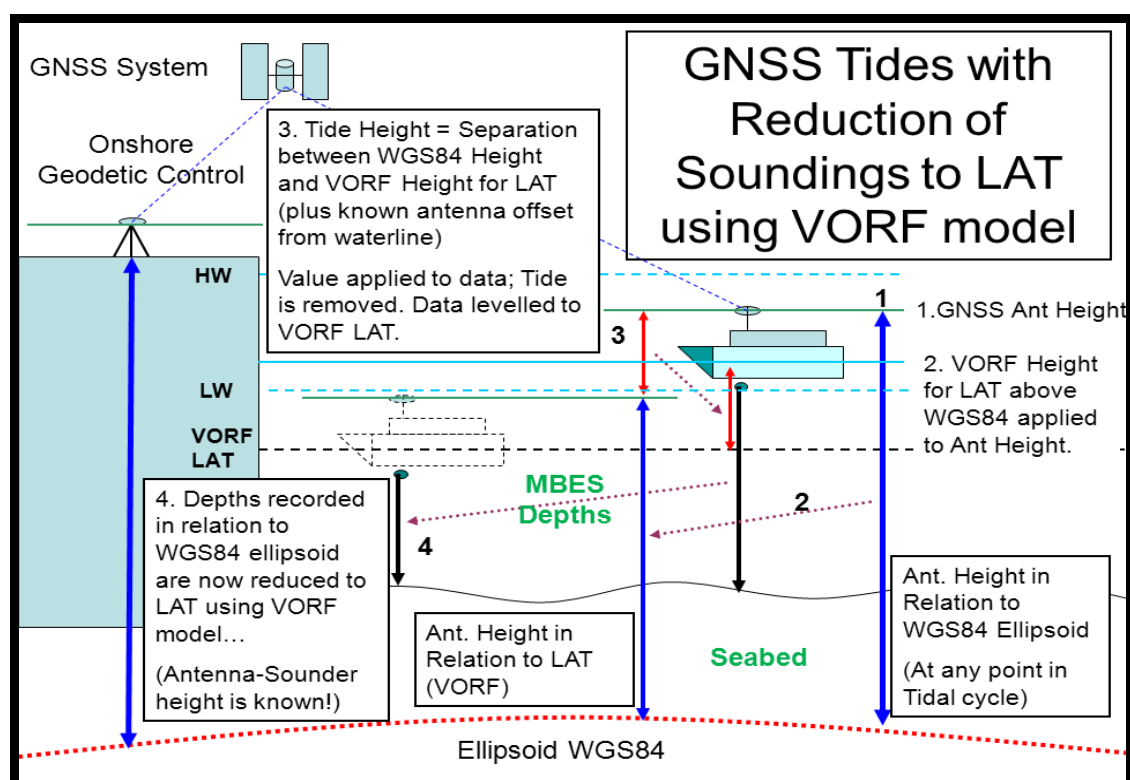 GNSS Tides with
Reduction of
Soundings to LAT
using VORF model
GNSS System
Onshore
Geodetic Control
3. Tide Height = Separation
between WGS84 Height
and VORF Height for LAT
(plus known antenna offset
from waterline)
Value applied to data; Tide
is removed. Data levelled to
VORF LAT.
HW
1
1.GNSS Ant Height
3
2. VORF Height
for LAT above
WGS84 applied
to Ant Height.
LW
VORF
LAT
MBES
Depths
2
4
4. Depths recorded
in relation to
WGS84 ellipsoid
are now reduced to
LAT using VORF
model...
(Antenna-Sounder
height is known!)
Ant. Height in
Relation to LAT
(VORF)
Seabed
Ant. Height in
Relation to
WGS84 Ellipsoid
(At any point in
Tidal cycle)
Ellipsoid WGS84